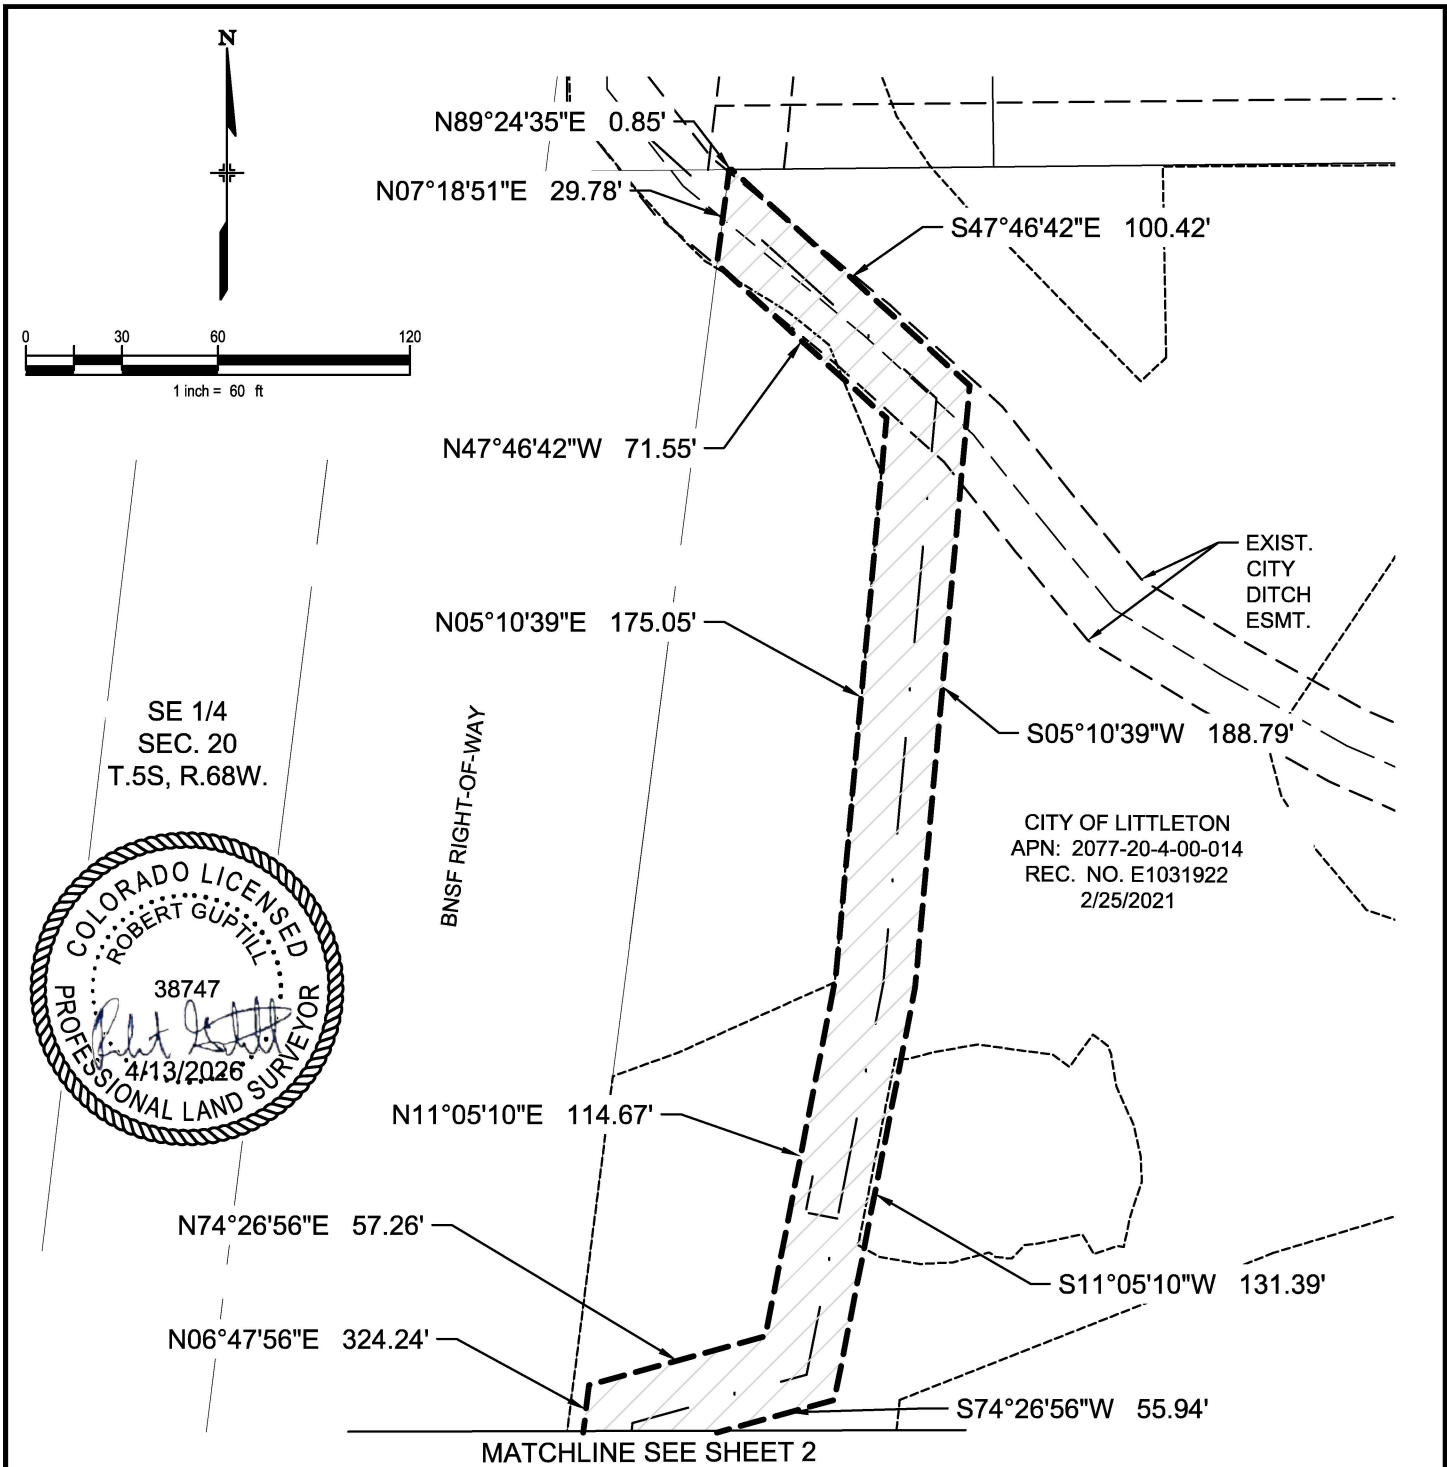 N
N89°24'35"E 0.85'
N07°18'51"E 29.78'
S47°46'42"E 100.42'
0 30 60 120
1 inch = 60 ft
N47°46'42"W 71.55'
EXIST.
CITY
DITCH
ESMT.
N05°10'39"E 175.05'
SE 1/4
SEC. 20
T.5S, R.68W.
BNSF RIGHT-OF-WAY
S05°10'39"W 188.79'
CITY OF LITTLETON
APN: 2077-20-4-00-014
REC. NO. E1031922
2/25/2021
COLORADO LICENSED
ROBERT GUPTILL
38747
4/13/2026
PROFESSIONAL LAND SURVEYOR
N11°05'10"E 114.67'
N74°26'56"E 57.26'
S11°05'10"W 131.39'
N06°47'56"E 324.24'
S74°26'56"W 55.94'
MATCHLINE SEE SHEET 2